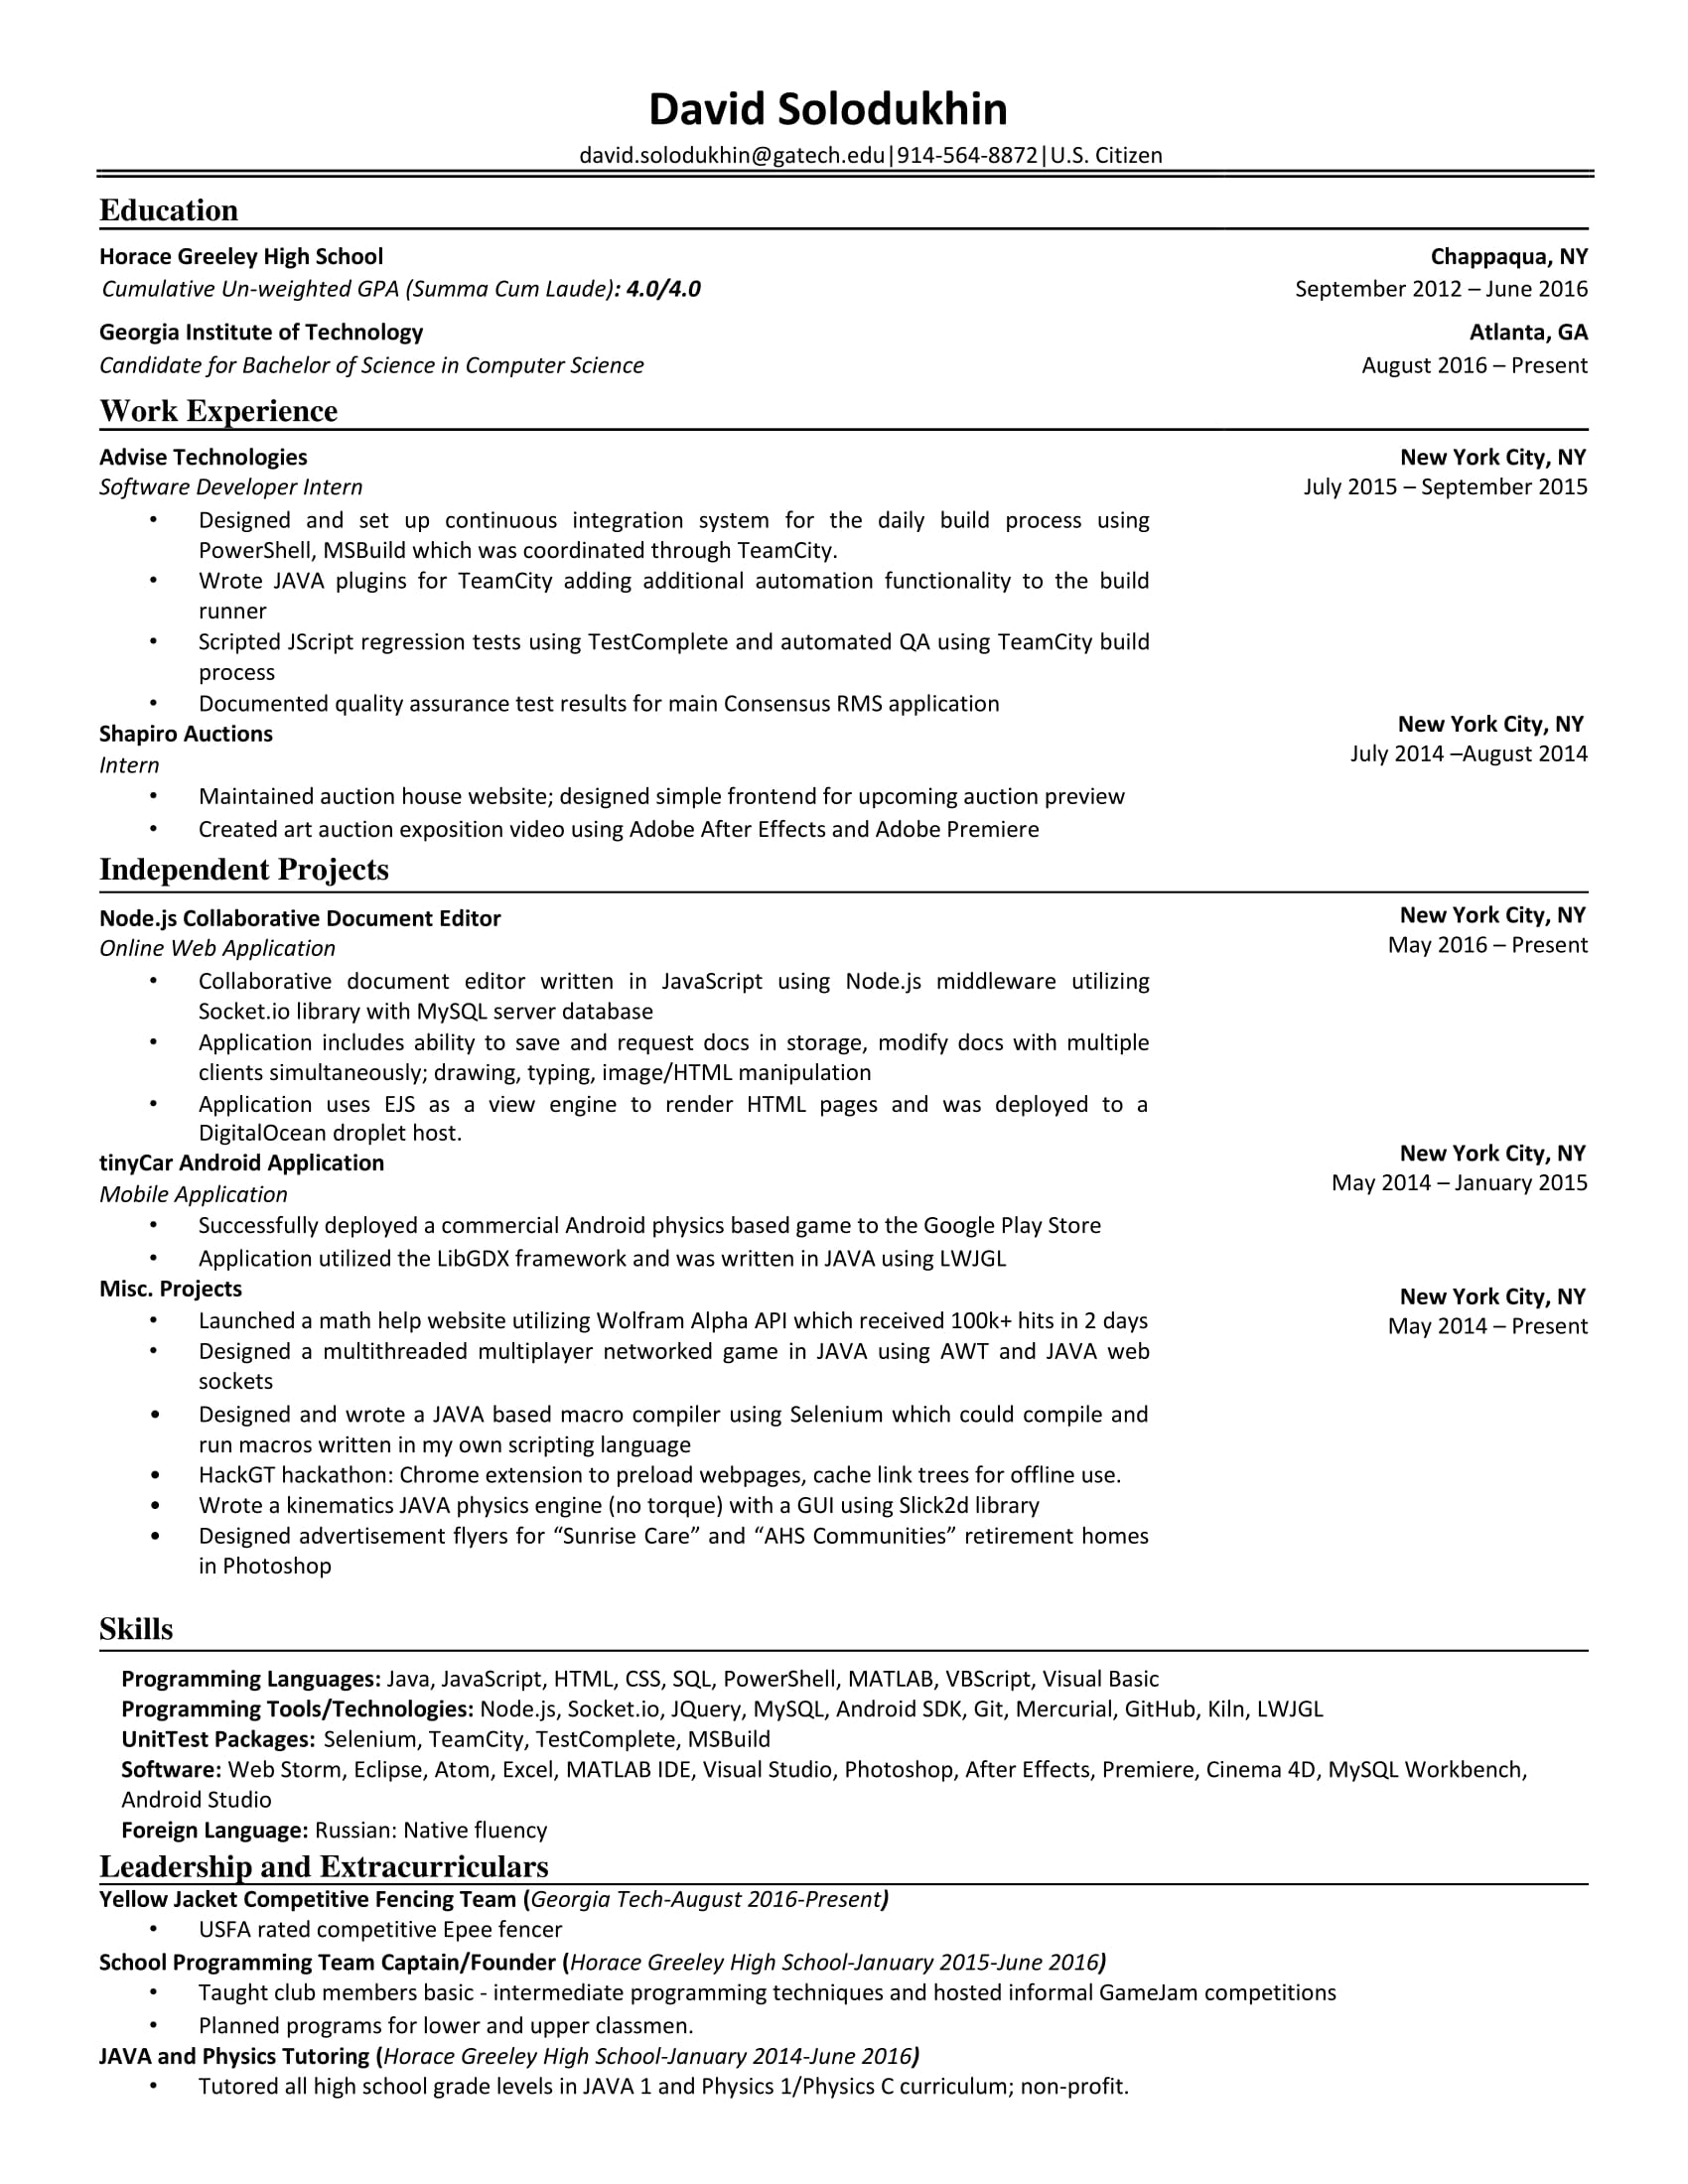 David Solodukhin
david.solodukhin@gatech.edu|914-564-8872|U.S. Citizen
Education
Horace Greeley High School Chappaqua, NY
Cumulative Un-weighted GPA (Summa Cum Laude): 4.0/4.0 September 2012 – June 2016
Georgia Institute of Technology Atlanta, GA
Candidate for Bachelor of Science in Computer Science August 2016 – Present
Work Experience
Advise Technologies New York City, NY
Software Developer Intern July 2015 – September 2015
• Designed and set up continuous integration system for the daily build process using
PowerShell, MSBuild which was coordinated through TeamCity.
• Wrote JAVA plugins for TeamCity adding additional automation functionality to the build
runner
• Scripted JScript regression tests using TestComplete and automated QA using TeamCity build
process
• Documented quality assurance test results for main Consensus RMS application
Shapiro Auctions New York City, NY
Intern July 2014 –August 2014
• Maintained auction house website; designed simple frontend for upcoming auction preview
• Created art auction exposition video using Adobe After Effects and Adobe Premiere
Independent Projects
Node.js Collaborative Document Editor New York City, NY
Online Web Application May 2016 – Present
• Collaborative document editor written in JavaScript using Node.js middleware utilizing
Socket.io library with MySQL server database
• Application includes ability to save and request docs in storage, modify docs with multiple
clients simultaneously; drawing, typing, image/HTML manipulation
• Application uses EJS as a view engine to render HTML pages and was deployed to a
DigitalOcean droplet host.
tinyCar Android Application New York City, NY
Mobile Application May 2014 – January 2015
• Successfully deployed a commercial Android physics based game to the Google Play Store
• Application utilized the LibGDX framework and was written in JAVA using LWJGL
Misc. Projects New York City, NY
• Launched a math help website utilizing Wolfram Alpha API which received 100k+ hits in 2 days May 2014 – Present
• Designed a multithreaded multiplayer networked game in JAVA using AWT and JAVA web
sockets
• Designed and wrote a JAVA based macro compiler using Selenium which could compile and
run macros written in my own scripting language
• HackGT hackathon: Chrome extension to preload webpages, cache link trees for offline use.
• Wrote a kinematics JAVA physics engine (no torque) with a GUI using Slick2d library
• Designed advertisement flyers for “Sunrise Care” and “AHS Communities” retirement homes
in Photoshop
Skills
Programming Languages: Java, JavaScript, HTML, CSS, SQL, PowerShell, MATLAB, VBScript, Visual Basic
Programming Tools/Technologies: Node.js, Socket.io, JQuery, MySQL, Android SDK, Git, Mercurial, GitHub, Kiln, LWJGL
UnitTest Packages: Selenium, TeamCity, TestComplete, MSBuild
Software: Web Storm, Eclipse, Atom, Excel, MATLAB IDE, Visual Studio, Photoshop, After Effects, Premiere, Cinema 4D, MySQL Workbench,
Android Studio
Foreign Language: Russian: Native fluency
Leadership and Extracurriculars
Yellow Jacket Competitive Fencing Team (Georgia Tech-August 2016-Present)
• USFA rated competitive Epee fencer
School Programming Team Captain/Founder (Horace Greeley High School-January 2015-June 2016)
• Taught club members basic - intermediate programming techniques and hosted informal GameJam competitions
• Planned programs for lower and upper classmen.
JAVA and Physics Tutoring (Horace Greeley High School-January 2014-June 2016)
• Tutored all high school grade levels in JAVA 1 and Physics 1/Physics C curriculum; non-profit.